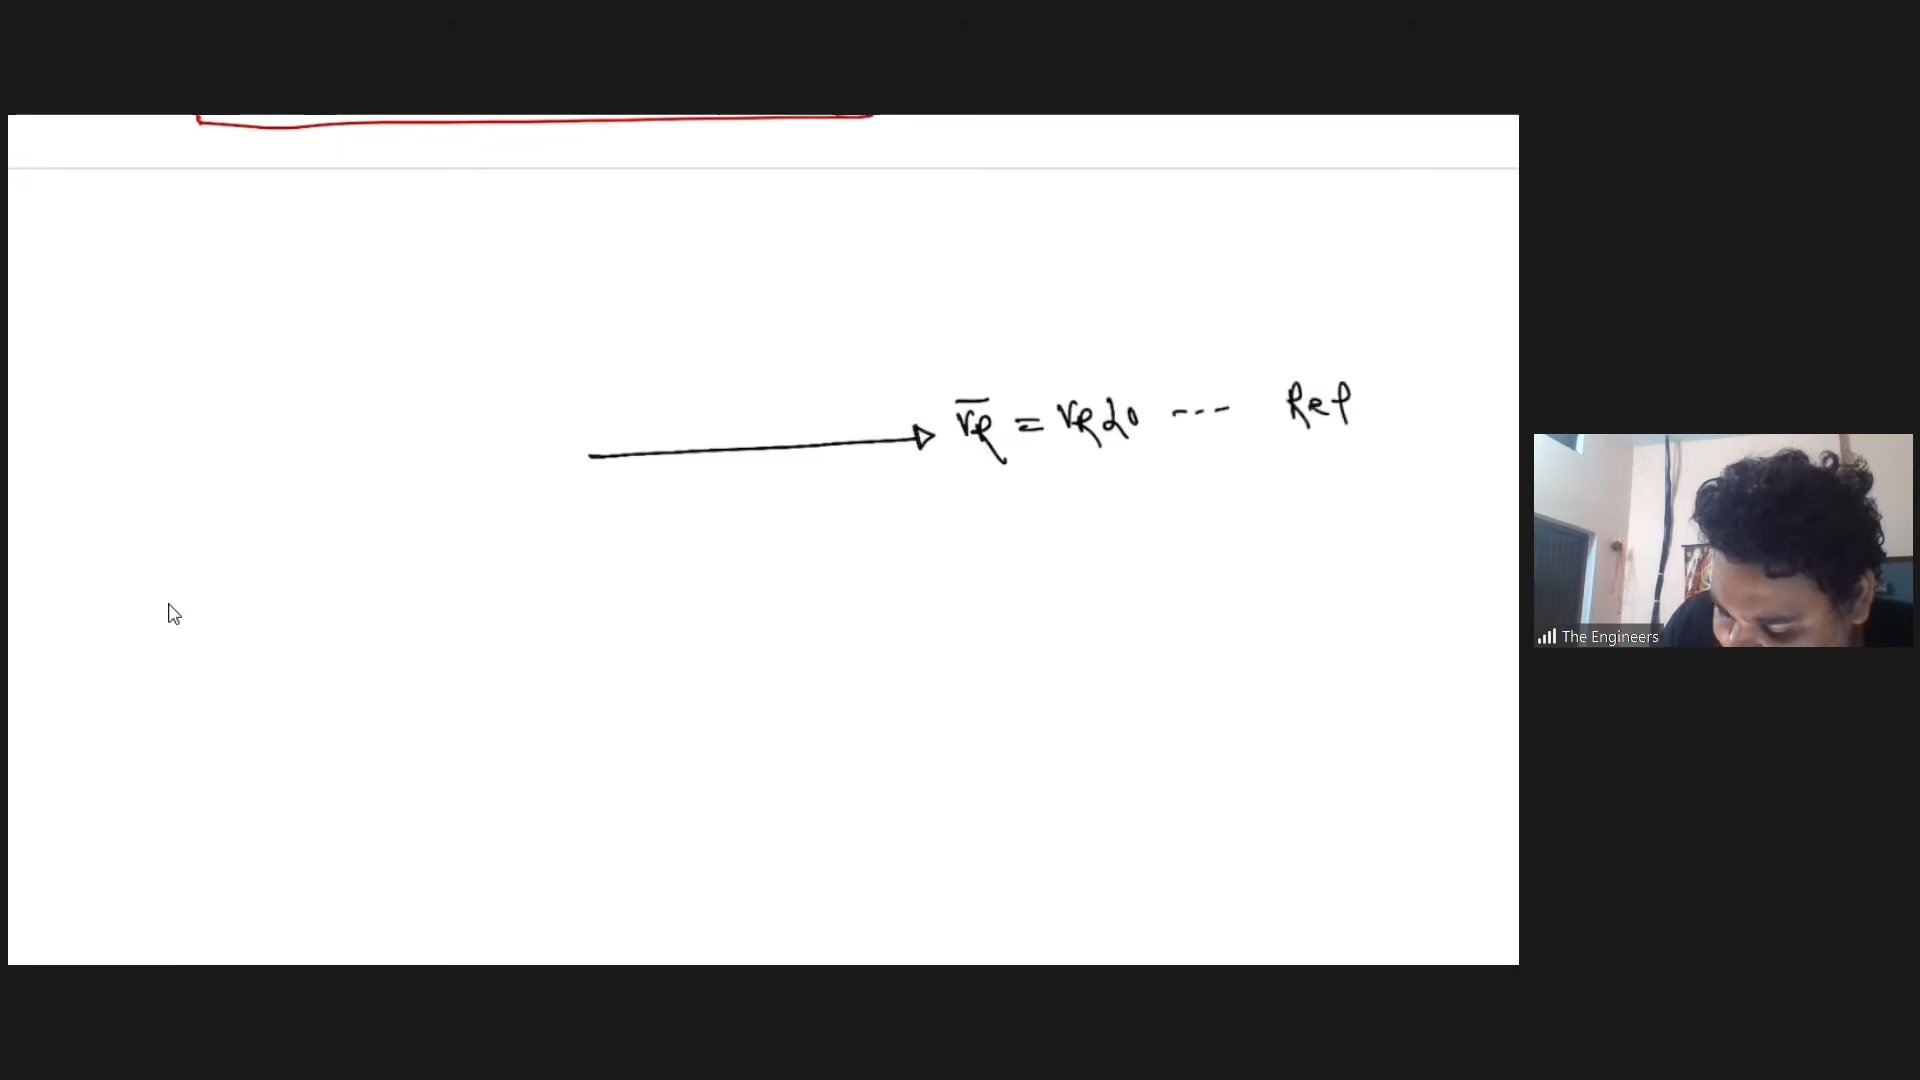 V̅R = VR∠0 --- Ref
The Engineers